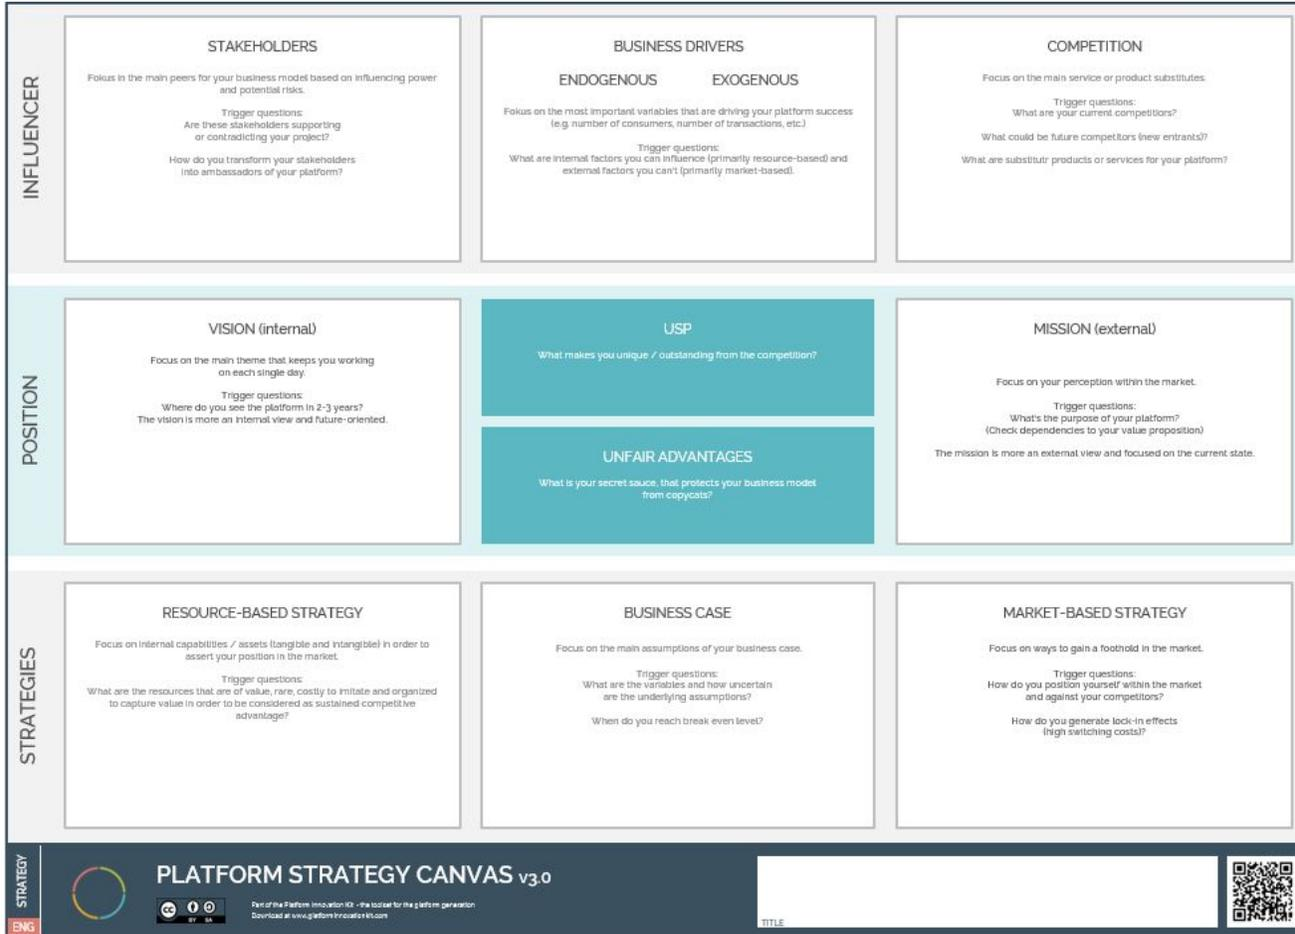 INFLUENCER
STAKEHOLDERS
Fokus in the main peers for your business model based on influencing power
and potential risks.
Trigger questions:
Are these stakeholders supporting
or contradicting your project?
How do you transform your stakeholders
into ambassadors of your platform?
BUSINESS DRIVERS
ENDOGENOUS EXOGENOUS
Fokus on the most important variables that are driving your platform success
(e.g. number of consumers, number of transactions, etc.)
Trigger questions:
What are internal factors you can influence (primarily resource-based) and
external factors you can't (primarily market-based).
COMPETITION
Focus on the main service or product substitutes.
Trigger questions:
What are your current competitiors?
What could be future competitiors (new entrants)?
What are substitutr products or services for your platform?
POSITION
VISION (internal)
Focus on the main theme that keeps you working
on each single day.
Trigger questions:
Where do you see the platform in 2-3 years?
The vision is more an internal view and future-oriented.
USP
What makes you unique / outstanding from the competition?
UNFAIR ADVANTAGES
What is your secret sauce, that protects your business model
from copycats?
MISSION (external)
Focus on your perception within the market.
Trigger questions:
What's the purpose of your platform?
(Check dependencies to your value proposition)
The mission is more an external view and focused on the current state.
STRATEGIES
RESOURCE-BASED STRATEGY
Focus on internal capabilities / assets (tangible and intangible) in order to
assert your position in the market.
Trigger questions:
What are the resources that are of value, rare, costly to imitate and organized
to capture value in order to be considered as sustained competitive
advantage?
BUSINESS CASE
Focus on the main assumptions of your business case.
Trigger questions:
What are the variables and how uncertain
are the underlying assumptions?
When do you reach break even level?
MARKET-BASED STRATEGY
Focus on ways to gain a foothold in the market.
Trigger questions:
How do you position yourself within the market
and against your competitors?
How do you generate lock-in effects
(high switching costs)?
STRATEGY
ENG
PLATFORM STRATEGY CANVAS v3.0
cc BY SA
Part of the Platform Innovation Kit - the toolset for the platform generation
Download at www.platforminnovationkit.com
TITLE